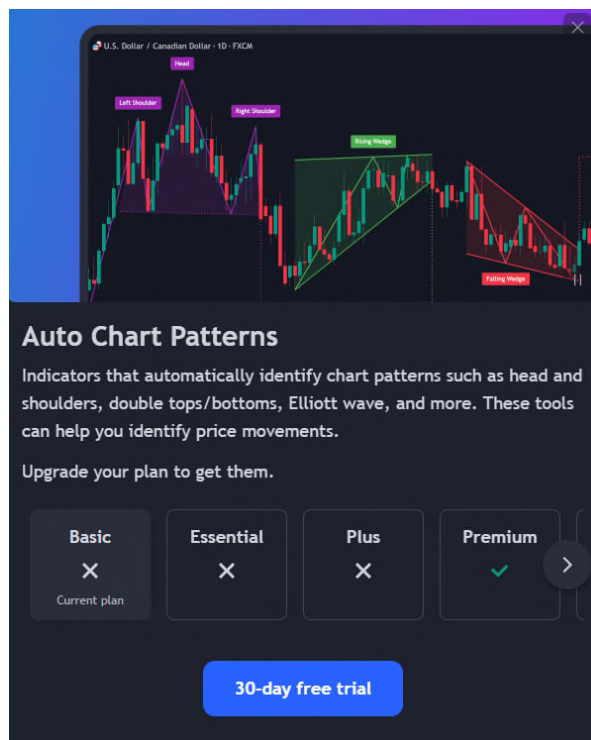 U.S. Dollar / Canadian Dollar · 1D · FXCM
Head
Left Shoulder
Right Shoulder
Rising Wedge
Falling Wedge
Auto Chart Patterns
Indicators that automatically identify chart patterns such as head and
shoulders, double tops/bottoms, Elliott wave, and more. These tools
can help you identify price movements.
Upgrade your plan to get them.
Basic Essential Plus Premium
Current plan
30-day free trial